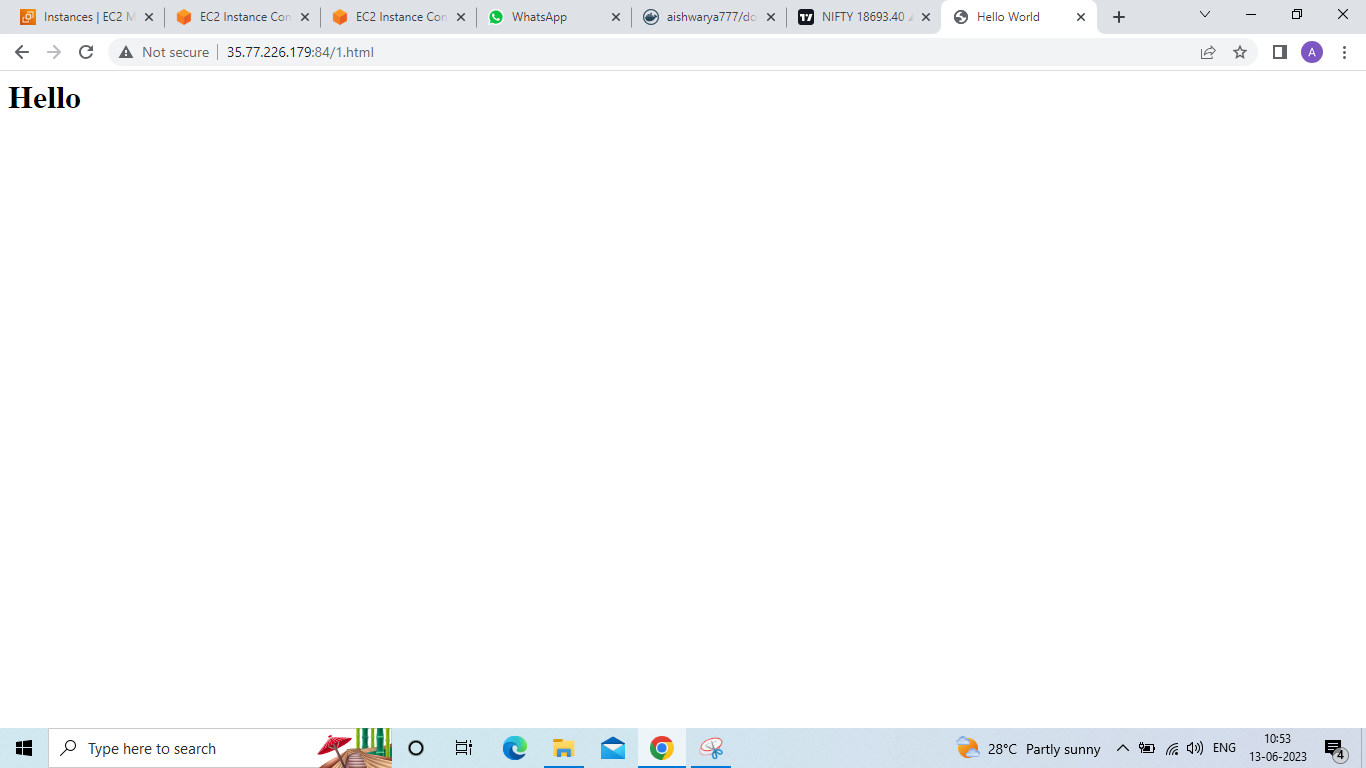 Instances | EC2 M
EC2 Instance Con
EC2 Instance Con
WhatsApp
aishwarya777/do
NIFTY 18693.40
Hello World
Not secure
35.77.226.179:84/1.html
A
Hello
Type here to search
28°C Partly sunny
ENG
10:53
13-06-2023
4